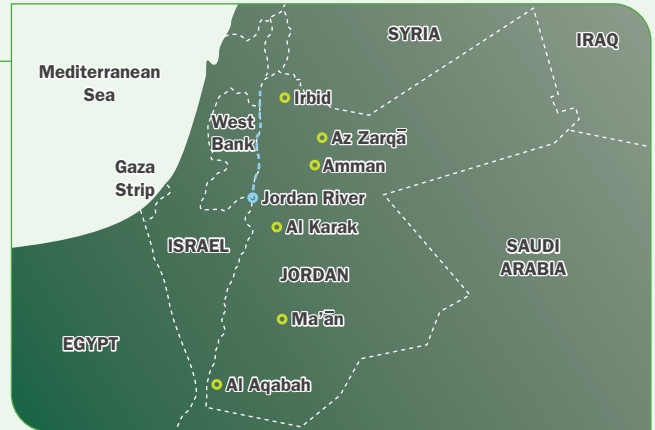 SYRIA
IRAQ
Mediterranean
Sea
Irbid
West
Bank
Az Zarqā
Amman
Gaza
Strip
Jordan River
Al Karak
ISRAEL
SAUDI
ARABIA
JORDAN
Ma’ān
EGYPT
Al Aqabah